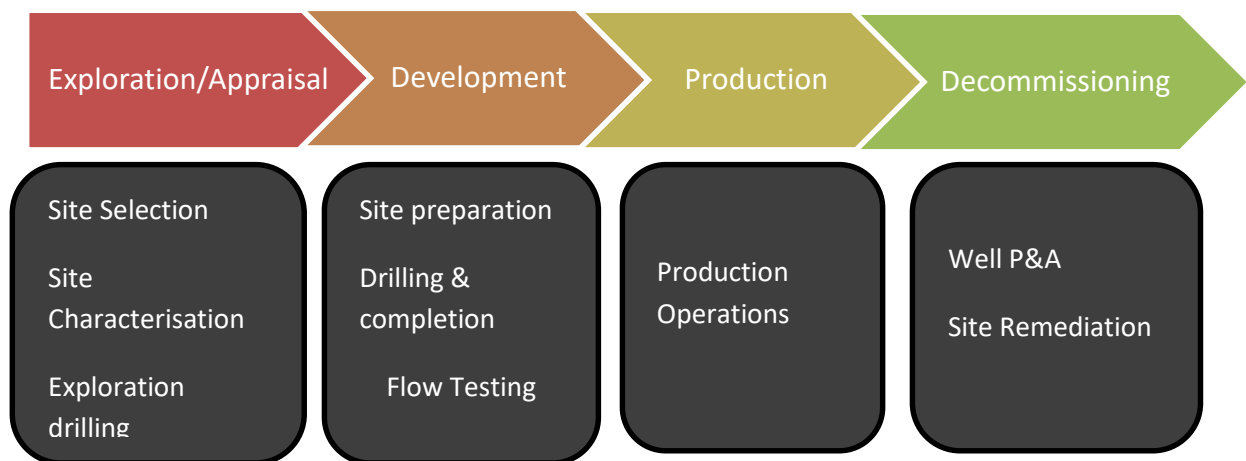 Exploration/Appraisal
Development
Production
Decommissioning
Site Selection
Site
Characterisation
Exploration
drilling
Site preparation
Drilling &
completion
Flow Testing
Production
Operations
Well P&A
Site Remediation